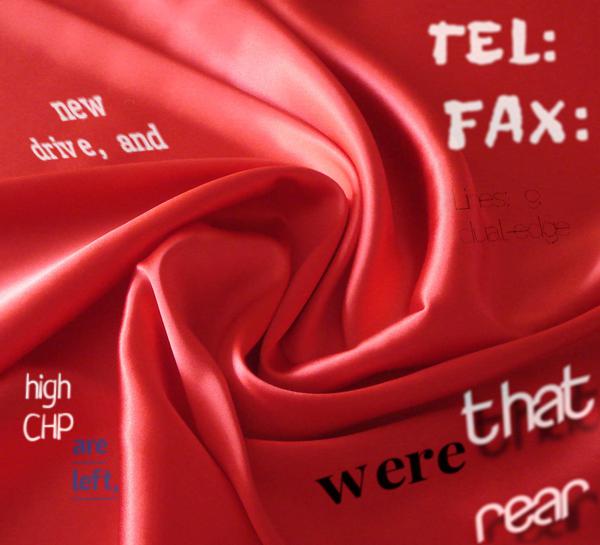 TEL:
FAX:
new
drive, and
Lines: 9.
dual-edge
high
CHP
are
left.
were
that
rear